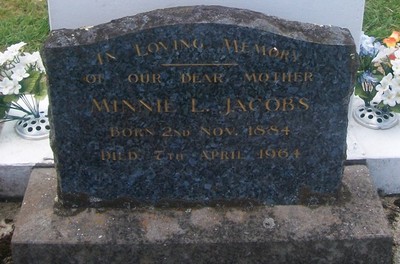 IN LOVING MEMORY
OF OUR DEAR MOTHER
MINNIE L. JACOBS
BORN 2ND NOV. 1884
DIED. 7TH APRIL 1964